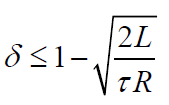 δ ≤ 1 − √(2L / τR)